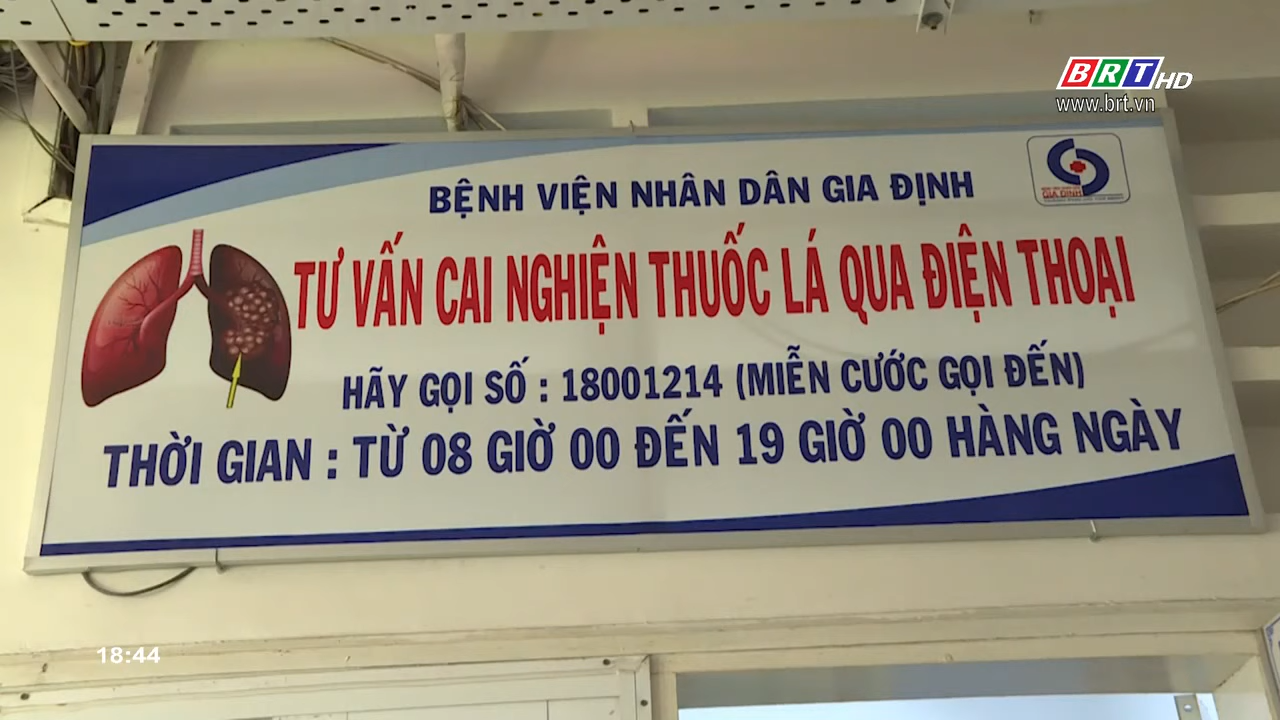 BRT HD
www.brt.vn
BỆNH VIỆN NHÂN DÂN GIA ĐỊNH
GIA ĐỊNH
TƯ VẤN CAI NGHIỆN THUỐC LÁ QUA ĐIỆN THOẠI
HÃY GỌI SỐ : 18001214 (MIỄN CƯỚC GỌI ĐẾN)
THỜI GIAN : TỪ 08 GIỜ 00 ĐẾN 19 GIỜ 00 HÀNG NGÀY
18:44